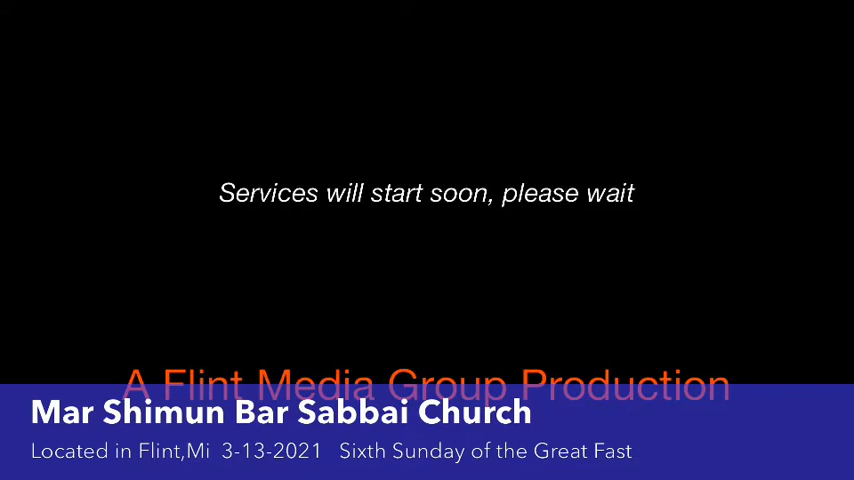 Services will start soon, please wait
A Flint Media Group Production
Mar Shimun Bar Sabbai Church
Located in Flint,Mi 3-13-2021 Sixth Sunday of the Great Fast